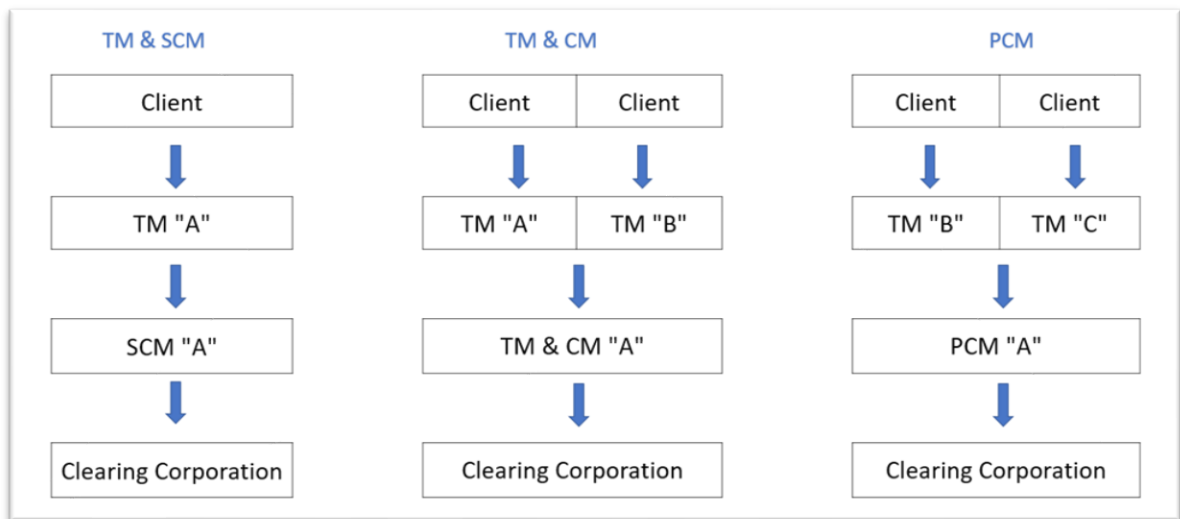 TM & SCM
Client
TM "A"
SCM "A"
Clearing Corporation
TM & CM
Client Client
TM "A" TM "B"
TM & CM "A"
Clearing Corporation
PCM
Client Client
TM "B" TM "C"
PCM "A"
Clearing Corporation